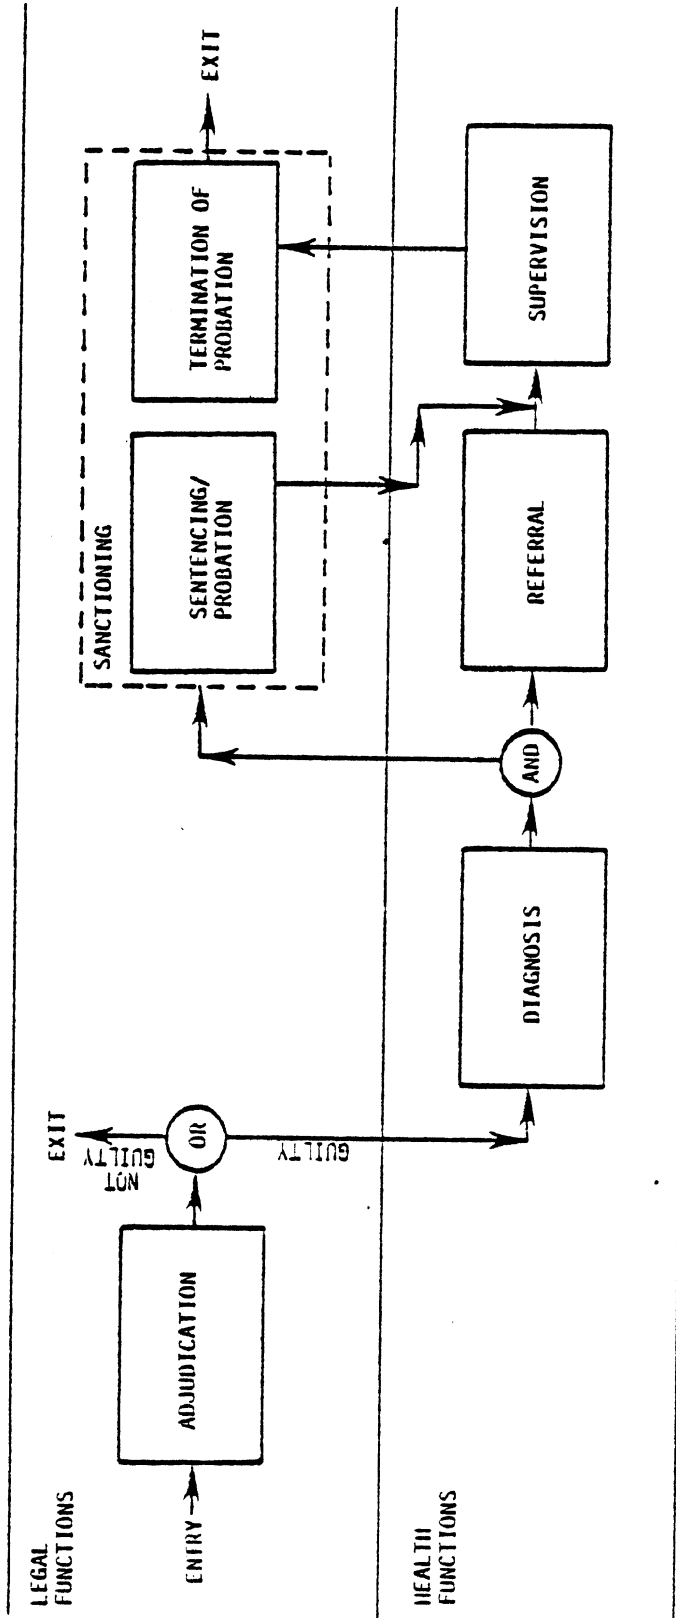 LEGAL
FUNCTIONS
ENTRY
ADJUDICATION
OR
EXIT
NOT
GUILTY
GUILTY
SANCTIONING
SENTENCING/
PROBATION
TERMINATION OF
PROBATION
EXIT
HEALTH
FUNCTIONS
DIAGNOSIS
AND
REFERRAL
SUPERVISION